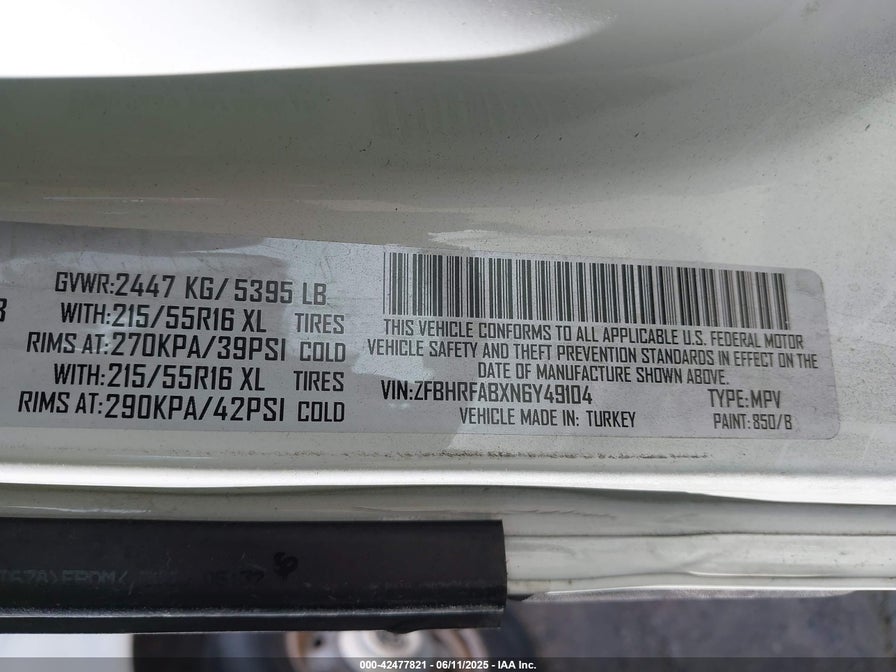 GVWR:2447 KG/ 5395 LB
WITH:215/55R16 XL TIRES
RIMS AT:270KPA/39PSI COLD
WITH:215/55R16 XL TIRES
RIMS AT:290KPA/42PSI COLD
THIS VEHICLE CONFORMS TO ALL APPLICABLE U.S. FEDERAL MOTOR
VEHICLE SAFETY AND THEFT PREVENTION STANDARDS IN EFFECT ON THE
DATE OF MANUFACTURE SHOWN ABOVE.
VIN:ZFBHRFABXN6Y49104 TYPE:MPV
VEHICLE MADE IN: TURKEY PAINT: 850/B
000-42477821 - 06/11/2025 - IAA Inc.